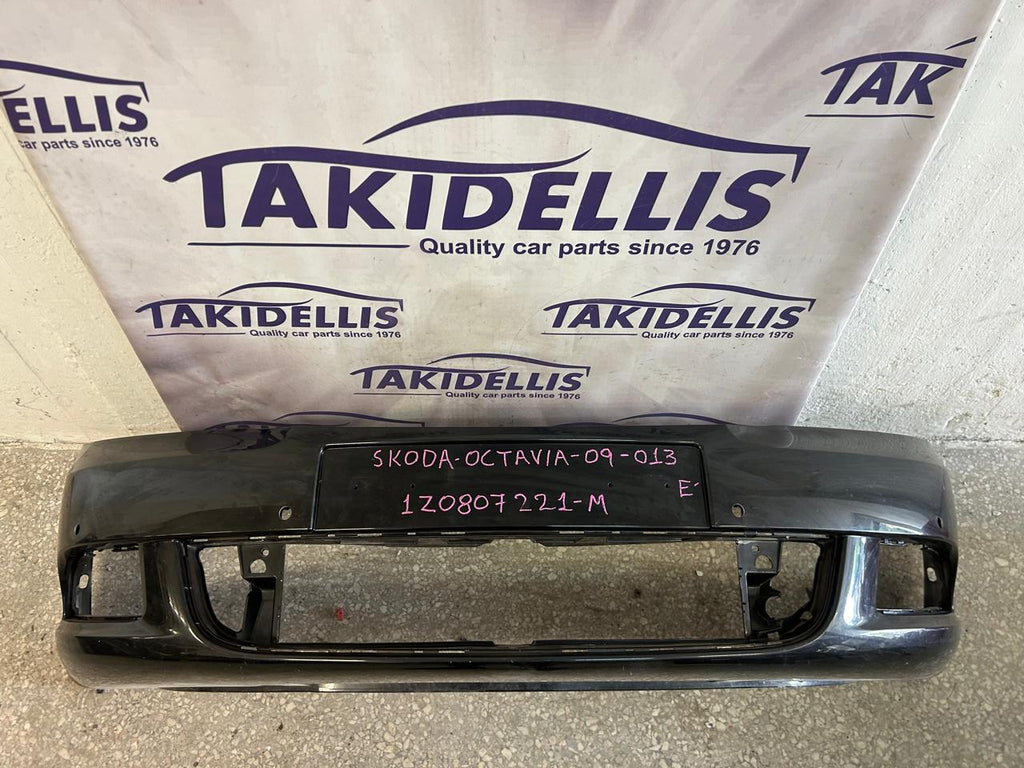 ELLIS
car parts since 1976
TAK
TAKIDELLIS
Quality car parts since 1976
TAKIDELLIS
Quality car parts since 1976
TAKIDELLIS
Quality car parts since 1976
TAKIDELLIS
Quality car parts since 1976
SKODA-OCTAVIA-09-013
E-
1Z0807221-M